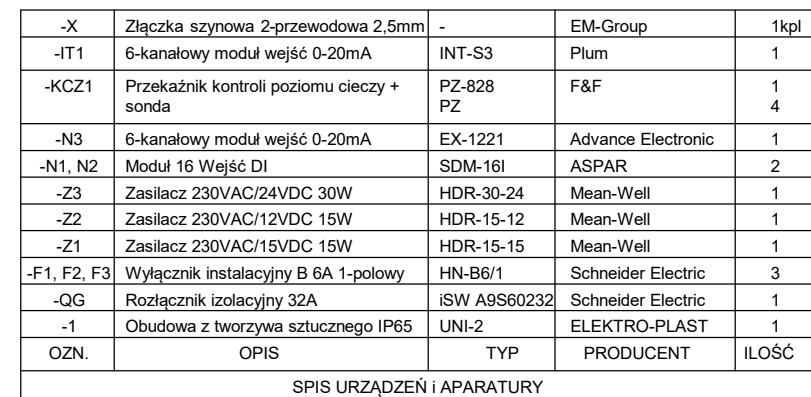 -X Złączka szynowa 2-przewodowa 2,5mm - EM-Group 1kpl
-IT1 6-kanałowy moduł wejść 0-20mA INT-S3 Plum 1
-KCZ1 Przekaźnik kontroli poziomu cieczy + PZ-828 F&F 1
sonda PZ 4
-N3 6-kanałowy moduł wejść 0-20mA EX-1221 Advance Electronic 1
-N1, N2 Moduł 16 Wejść DI SDM-16I ASPAR 2
-Z3 Zasilacz 230VAC/24VDC 30W HDR-30-24 Mean-Well 1
-Z2 Zasilacz 230VAC/12VDC 15W HDR-15-12 Mean-Well 1
-Z1 Zasilacz 230VAC/15VDC 15W HDR-15-15 Mean-Well 1
-F1, F2, F3 Wyłącznik instalacyjny B 6A 1-polowy HN-B6/1 Schneider Electric 3
-QG Rozłącznik izolacyjny 32A iSW A9S60232 Schneider Electric 1
-1 Obudowa z tworzywa sztucznego IP65 UNI-2 ELEKTRO-PLAST 1
OZN. OPIS TYP PRODUCENT ILOŚĆ
SPIS URZĄDZEŃ i APARATURY